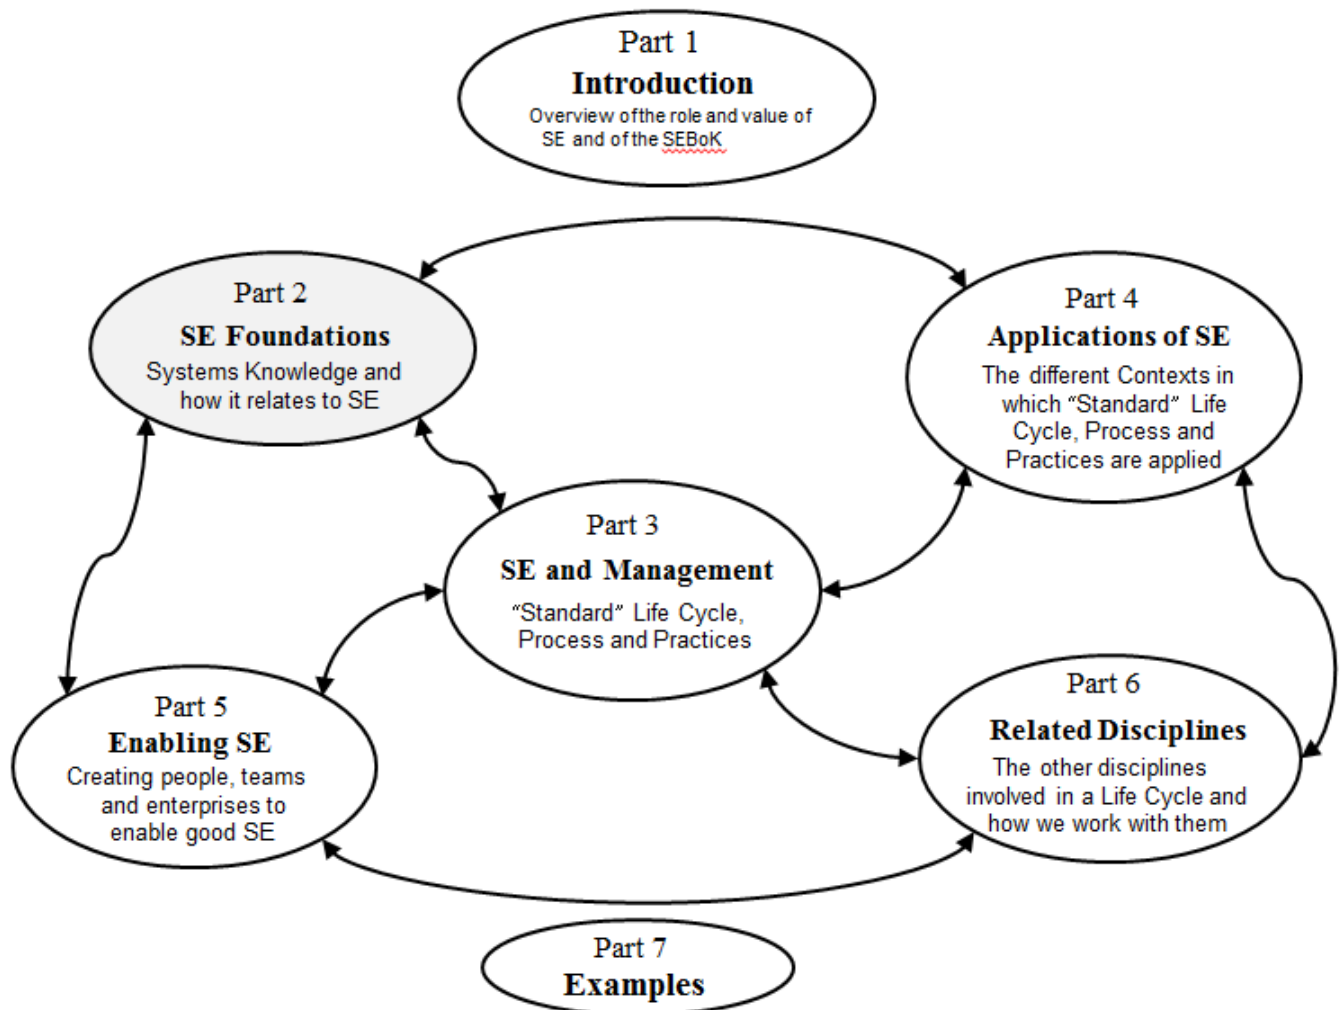 Part 1
Introduction
Overview of the role and value of
SE and of the SEBoK
Part 2
SE Foundations
Systems Knowledge and
how it relates to SE
Part 4
Applications of SE
The different Contexts in
which “Standard” Life
Cycle, Process and
Practices are applied
Part 3
SE and Management
“Standard” Life Cycle,
Process and Practices
Part 5
Enabling SE
Creating people, teams
and enterprises to
enable good SE
Part 6
Related Disciplines
The other disciplines
involved in a Life Cycle and
how we work with them
Part 7
Examples